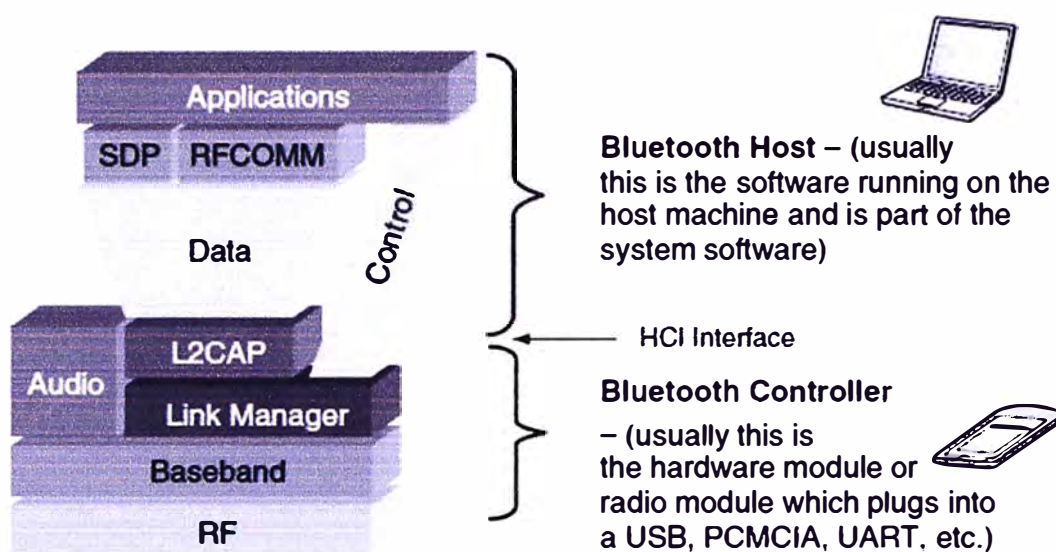 Applications
SDP RFCOMM
Data
Control
L2CAP
Audio
Link Manager
Baseband
RF
Bluetooth Host – (usually
this is the software running on the
host machine and is part of the
system software)
HCI Interface
Bluetooth Controller
– (usually this is
the hardware module or
radio module which plugs into
a USB, PCMCIA, UART, etc.)